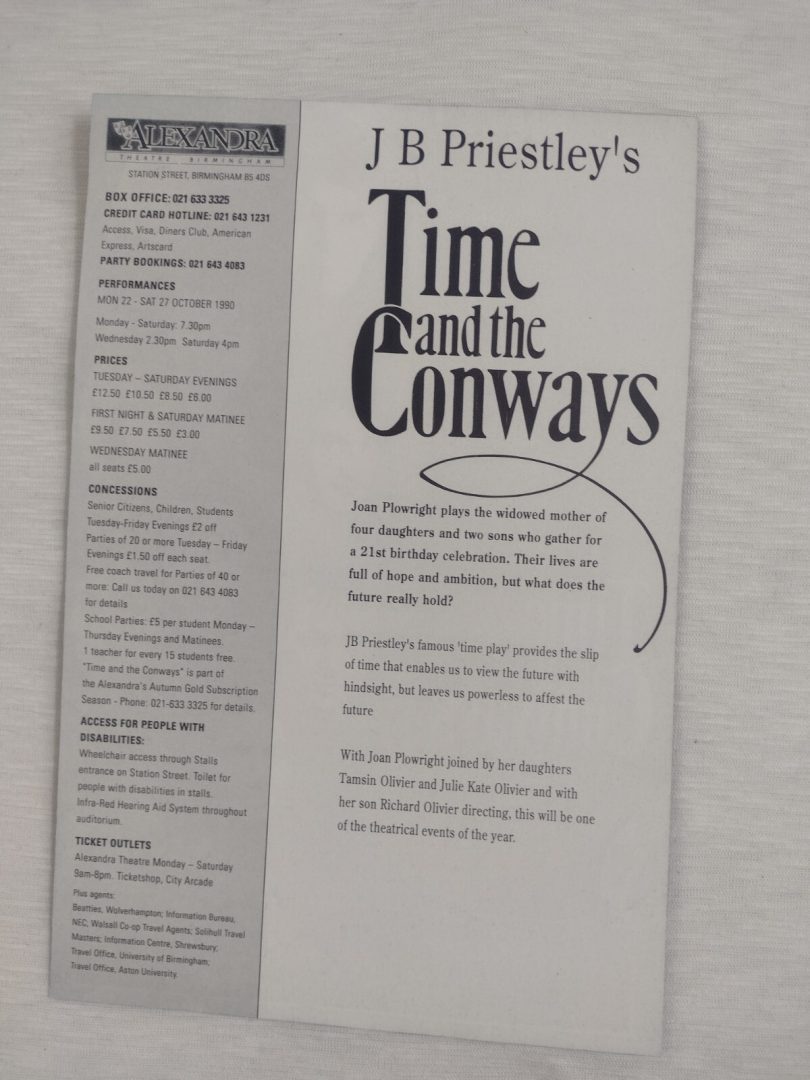 ALEXANDRA
THEATRE BIRMINGHAM
STATION STREET, BIRMINGHAM B5 4DS
BOX OFFICE: 021 633 3325
CREDIT CARD HOTLINE: 021 643 1231
Access, Visa, Diners Club, American
Express, Artscard
PARTY BOOKINGS: 021 643 4083
PERFORMANCES
MON 22 - SAT 27 OCTOBER 1990
Monday - Saturday: 7.30pm
Wednesday 2.30pm Saturday 4pm
PRICES
TUESDAY – SATURDAY EVENINGS
£12.50 £10.50 £8.50 £6.00
FIRST NIGHT & SATURDAY MATINEE
£9.50 £7.50 £5.50 £3.00
WEDNESDAY MATINEE
all seats £5.00
CONCESSIONS
Senior Citizens, Children, Students
Tuesday-Friday Evenings £2 off
Parties of 20 or more Tuesday – Friday
Evenings £1.50 off each seat.
Free coach travel for Parties of 40 or
more: Call us today on 021 643 4083
for details
School Parties: £5 per student Monday –
Thursday Evenings and Matinees.
1 teacher for every 15 students free.
"Time and the Conways" is part of
the Alexandra's Autumn Gold Subscription
Season - Phone: 021-633 3325 for details.
ACCESS FOR PEOPLE WITH
DISABILITIES:
Wheelchair access through Stalls
entrance on Station Street. Toilet for
people with disabilities in stalls.
Infra-Red Hearing Aid System throughout
auditorium.
TICKET OUTLETS
Alexandra Theatre Monday – Saturday
9am-8pm. Ticketshop, City Arcade
Plus agents:
Beatties, Wolverhampton; Information Bureau,
NEC; Walsall Co-op Travel Agents; Solihull Travel
Masters; Information Centre, Shrewsbury;
Travel Office, University of Birmingham;
Travel Office, Aston University.
J B Priestley's
Time
and the
Conways
Joan Plowright plays the widowed mother of
four daughters and two sons who gather for
a 21st birthday celebration. Their lives are
full of hope and ambition, but what does the
future really hold?
JB Priestley's famous 'time play' provides the slip
of time that enables us to view the future with
hindsight, but leaves us powerless to affest the
future
With Joan Plowright joined by her daughters
Tamsin Olivier and Julie Kate Olivier and with
her son Richard Olivier directing, this will be one
of the theatrical events of the year.